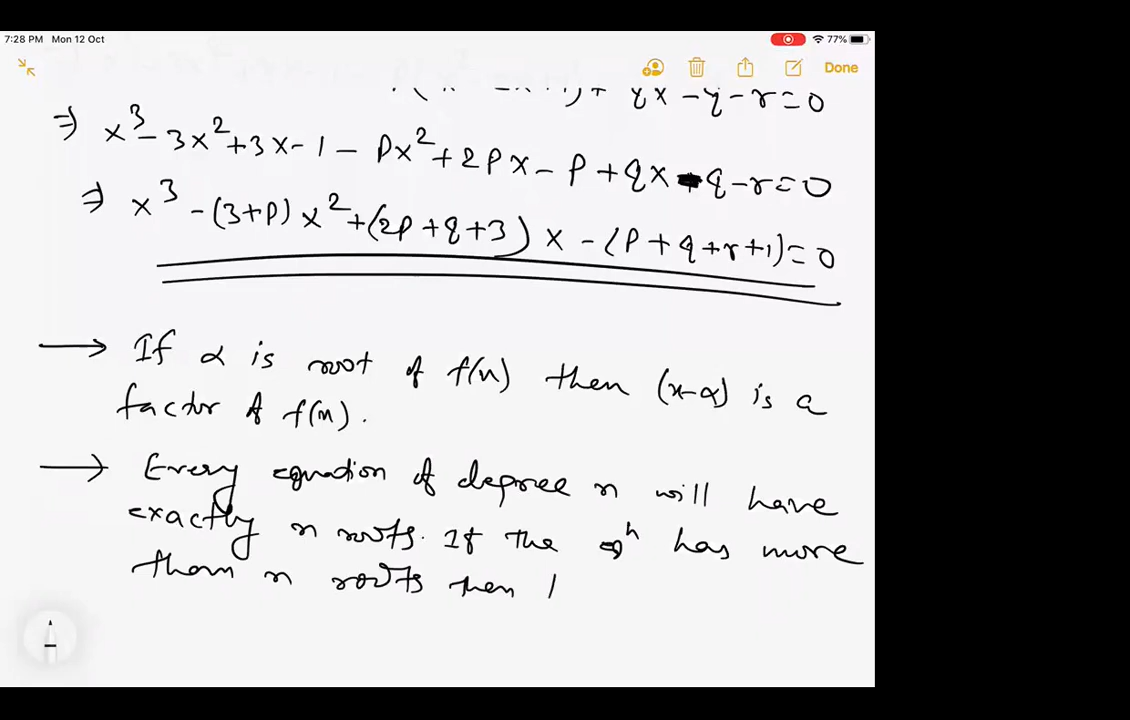 7:28 PM Mon 12 Oct
77%
Done
qx - q - r = 0
⇒ x³ - 3x² + 3x - 1 - px² + 2px - p + qx - q - r = 0
⇒ x³ - (3+p) x² + (2p + q + 3) x - (p + q + r + 1) = 0
→ If α is root of f(x) then (x-α) is a
factor of f(x).
→ Every equation of degree n will have
exactly n roots. If the eqⁿ has more
than n roots then